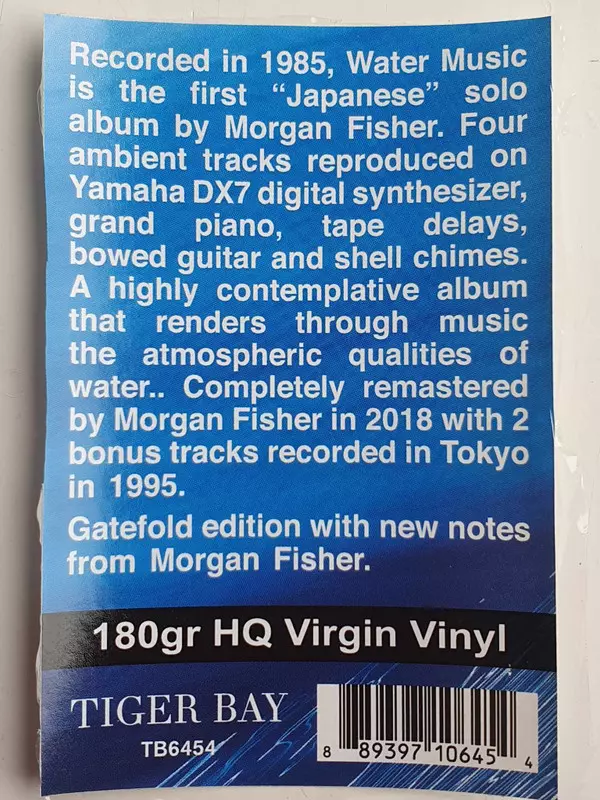 Recorded in 1985, Water Music
is the first “Japanese” solo
album by Morgan Fisher. Four
ambient tracks reproduced on
Yamaha DX7 digital synthesizer,
grand piano, tape delays,
bowed guitar and shell chimes.
A highly contemplative album
that renders through music
the atmospheric qualities of
water.. Completely remastered
by Morgan Fisher in 2018 with 2
bonus tracks recorded in Tokyo
in 1995.
Gatefold edition with new notes
from Morgan Fisher.
180gr HQ Virgin Vinyl
TIGER BAY
TB6454
8 89397 10645 4